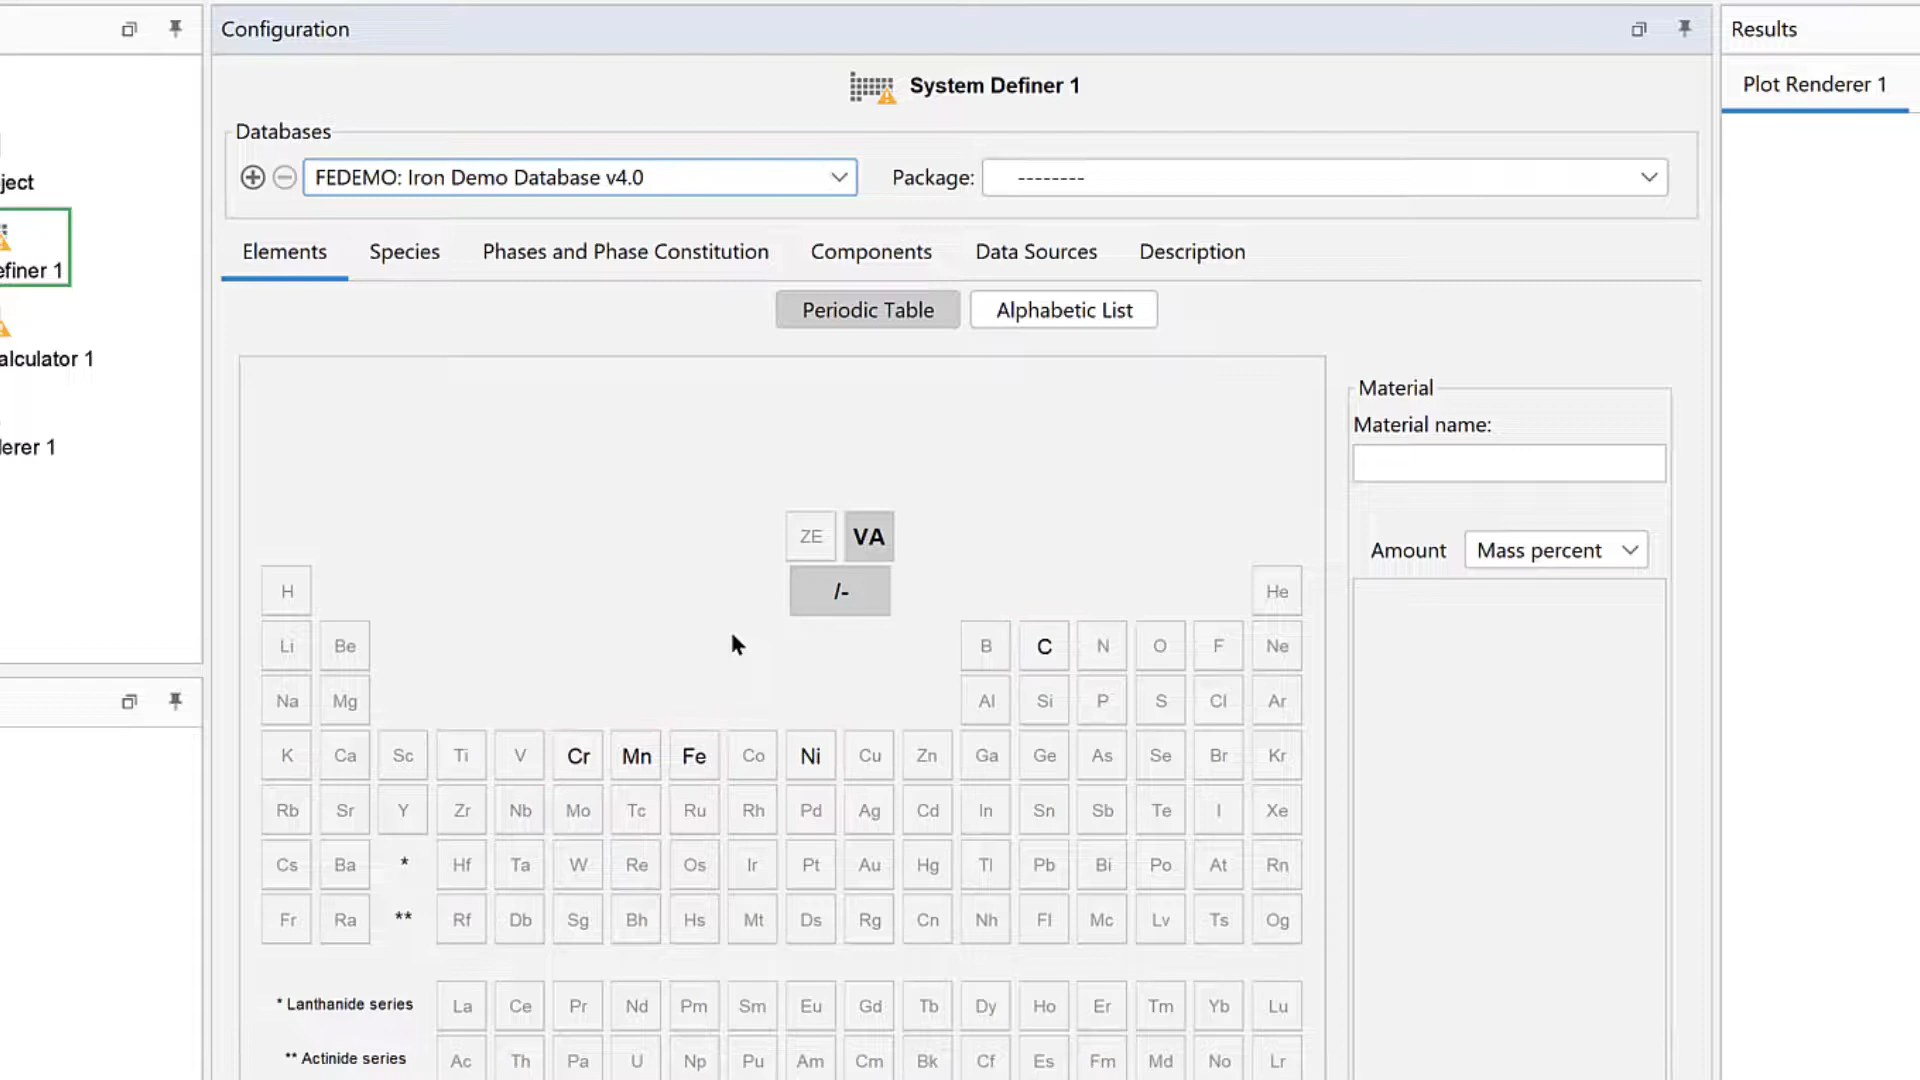 Configuration
Results
System Definer 1
Plot Renderer 1
Databases
FEDEMO: Iron Demo Database v4.0
Package:
--------
ject
efiner 1
alculator 1
lerer 1
Elements
Species
Phases and Phase Constitution
Components
Data Sources
Description
Periodic Table
Alphabetic List
Material
Material name:
Amount
Mass percent
ZE VA
/-
H He
Li Be B C N O F Ne
Na Mg Al Si P S Cl Ar
K Ca Sc Ti V Cr Mn Fe Co Ni Cu Zn Ga Ge As Se Br Kr
Rb Sr Y Zr Nb Mo Tc Ru Rh Pd Ag Cd In Sn Sb Te I Xe
Cs Ba * Hf Ta W Re Os Ir Pt Au Hg Tl Pb Bi Po At Rn
Fr Ra ** Rf Db Sg Bh Hs Mt Ds Rg Cn Nh Fl Mc Lv Ts Og
* Lanthanide series La Ce Pr Nd Pm Sm Eu Gd Tb Dy Ho Er Tm Yb Lu
** Actinide series Ac Th Pa U Np Pu Am Cm Bk Cf Es Fm Md No Lr